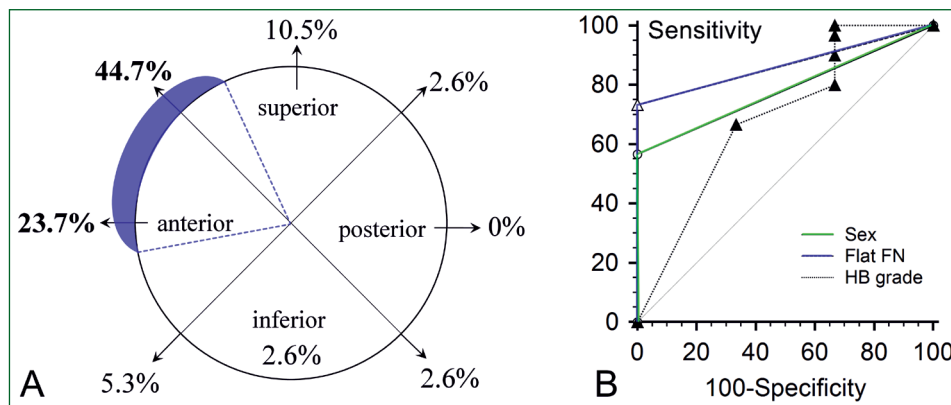 10.5%
44.7%
2.6%
superior
23.7%
anterior
posterior
0%
inferior
2.6%
5.3%
2.6%
A
Sensitivity
100
80
60
40
20
0
Sex
Flat FN
HB grade
0 20 40 60 80 100
100-Specificity
B